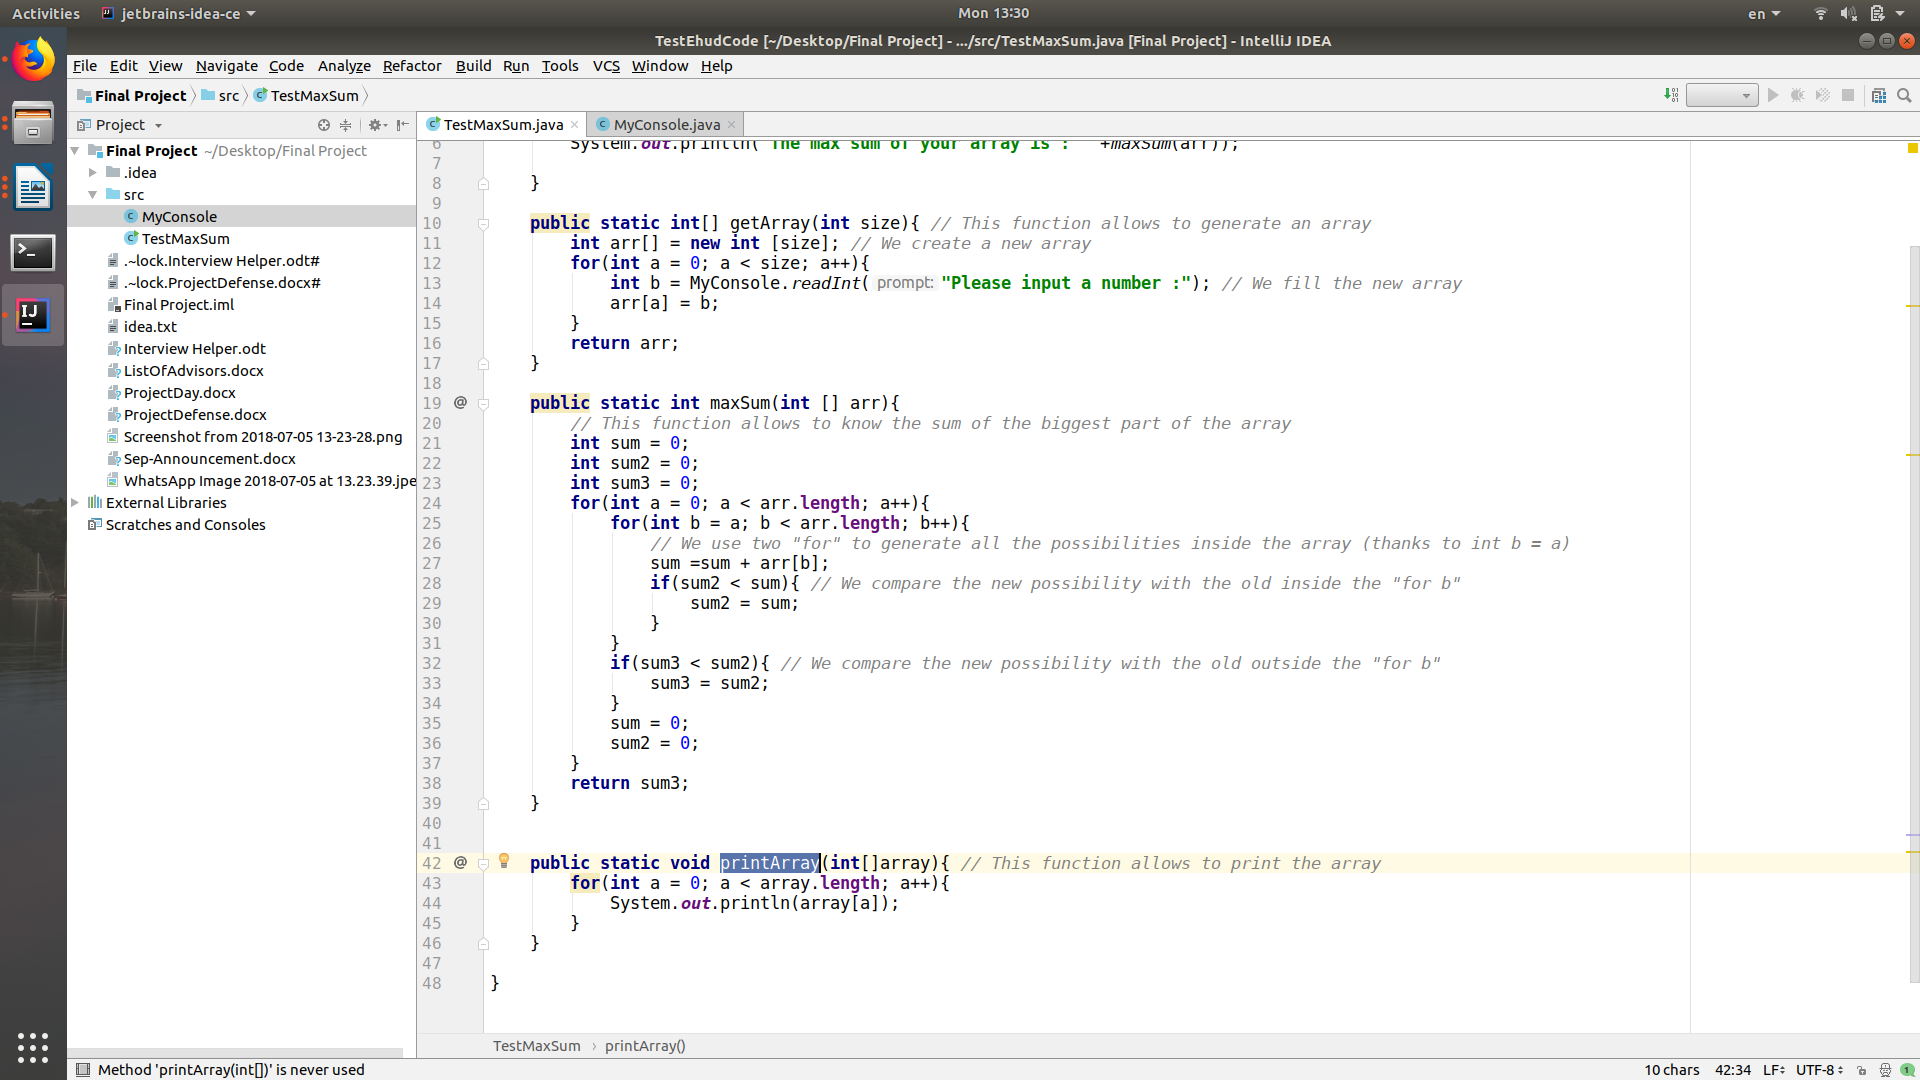 Activities jetbrains-idea-ce Mon 13:30 en
TestEhudCode [~/Desktop/Final Project] - .../src/TestMaxSum.java [Final Project] - IntelliJ IDEA
File Edit View Navigate Code Analyze Refactor Build Run Tools VCS Window Help
Final Project src TestMaxSum
Project
Final Project ~/Desktop/Final Project
.idea
src
MyConsole
TestMaxSum
.~lock.Interview Helper.odt#
.~lock.ProjectDefense.docx#
Final Project.iml
idea.txt
Interview Helper.odt
ListOfAdvisors.docx
ProjectDay.docx
ProjectDefense.docx
Screenshot from 2018-07-05 13-23-28.png
Sep-Announcement.docx
WhatsApp Image 2018-07-05 at 13.23.39.jpe
External Libraries
Scratches and Consoles
TestMaxSum.java MyConsole.java
6 System.out.println("The max sum of your array is : " +maxSum(arr));
7
8 }
9
10 public static int[] getArray(int size){ // This function allows to generate an array
11 int arr[] = new int [size]; // We create a new array
12 for(int a = 0; a < size; a++){
13 int b = MyConsole.readInt( prompt: "Please input a number :"); // We fill the new array
14 arr[a] = b;
15 }
16 return arr;
17 }
18
19 @ public static int maxSum(int [] arr){
20 // This function allows to know the sum of the biggest part of the array
21 int sum = 0;
22 int sum2 = 0;
23 int sum3 = 0;
24 for(int a = 0; a < arr.length; a++){
25 for(int b = a; b < arr.length; b++){
26 // We use two "for" to generate all the possibilities inside the array (thanks to int b = a)
27 sum =sum + arr[b];
28 if(sum2 < sum){ // We compare the new possibility with the old inside the "for b"
29 sum2 = sum;
30 }
31 }
32 if(sum3 < sum2){ // We compare the new possibility with the old outside the "for b"
33 sum3 = sum2;
34 }
35 sum = 0;
36 sum2 = 0;
37 }
38 return sum3;
39 }
40
41
42 @ public static void printArray(int[]array){ // This function allows to print the array
43 for(int a = 0; a < array.length; a++){
44 System.out.println(array[a]);
45 }
46 }
47
48 }
TestMaxSum › printArray()
Method 'printArray(int[])' is never used 10 chars 42:34 LF UTF-8 1